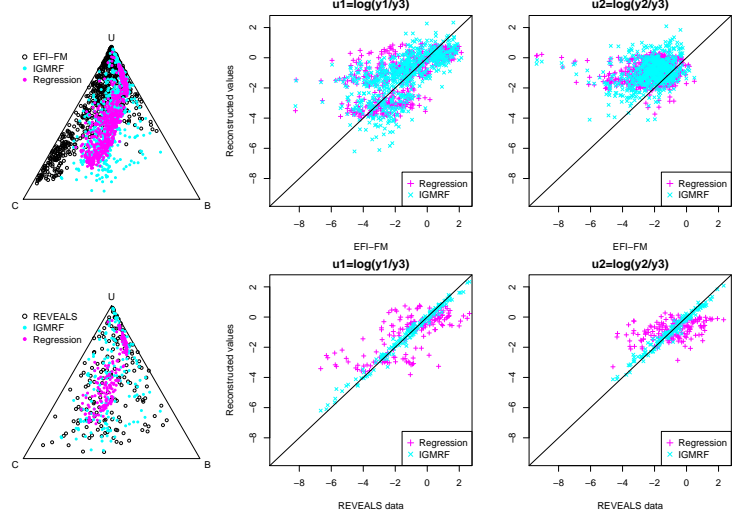 U
EFI−FM
IGMRF
Regression
C
B
u1=log(y1/y3)
Reconstructed values
2
0
−2
−4
−6
−8
−8 −6 −4 −2 0 2
EFI−FM
Regression
IGMRF
u2=log(y2/y3)
2
0
−2
−4
−6
−8
−8 −6 −4 −2 0 2
EFI−FM
Regression
IGMRF
U
REVEALS
IGMRF
Regression
C
B
u1=log(y1/y3)
Reconstructed values
2
0
−2
−4
−6
−8
−8 −6 −4 −2 0 2
REVEALS data
Regression
IGMRF
u2=log(y2/y3)
2
0
−2
−4
−6
−8
−8 −6 −4 −2 0 2
REVEALS data
Regression
IGMRF